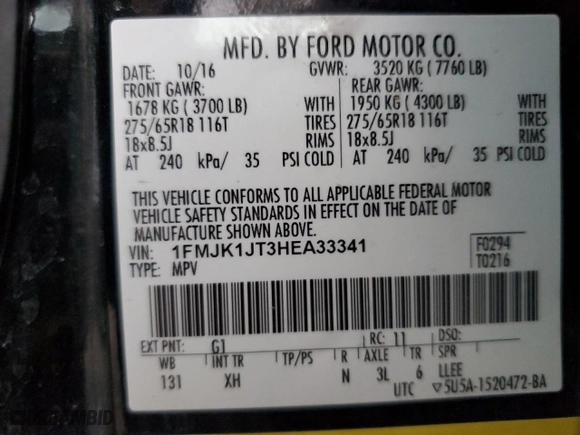 MFD. BY FORD MOTOR CO.
DATE: 10/16 GVWR: 3520 KG ( 7760 LB)
FRONT GAWR: REAR GAWR:
1678 KG ( 3700 LB) WITH 1950 KG ( 4300 LB) WITH
275/65R18 116T TIRES 275/65R18 116T TIRES
18x8.5J RIMS 18x8.5J RIMS
AT 240 kPa/ 35 PSI COLD AT 240 kPa/ 35 PSI COLD
THIS VEHICLE CONFORMS TO ALL APPLICABLE FEDERAL MOTOR
VEHICLE SAFETY STANDARDS IN EFFECT ON THE DATE OF
MANUFACTURE SHOWN ABOVE.
VIN: 1FMJK1JT3HEA33341 F0294
TYPE: MPV T0216
EXT PNT: G1 RC: 11 DSO:
WB INT TR TP/PS R AXLE TR SPR
131 XH N 3L 6 LLEE
UTC ▽5U5A-1520472-BA